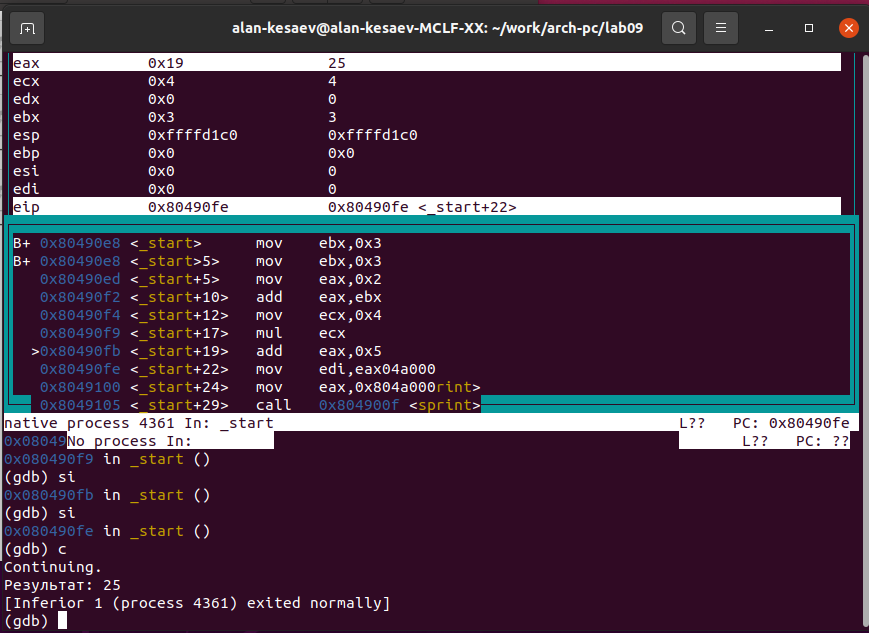 alan-kesaev@alan-kesaev-MCLF-XX: ~/work/arch-pc/lab09
eax 0x19 25
ecx 0x4 4
edx 0x0 0
ebx 0x3 3
esp 0xffffd1c0 0xffffd1c0
ebp 0x0 0x0
esi 0x0 0
edi 0x0 0
eip 0x80490fe 0x80490fe <_start+22>
B+ 0x80490e8 <_start> mov ebx,0x3
B+ 0x80490e8 <_start>5> mov ebx,0x3
0x80490ed <_start+5> mov eax,0x2
0x80490f2 <_start+10> add eax,ebx
0x80490f4 <_start+12> mov ecx,0x4
0x80490f9 <_start+17> mul ecx
>0x80490fb <_start+19> add eax,0x5
0x80490fe <_start+22> mov edi,eax04a000
0x8049100 <_start+24> mov eax,0x804a000rint>
0x8049105 <_start+29> call 0x804900f <sprint>
native process 4361 In: _start L?? PC: 0x80490fe
0x08049No process In: L?? PC: ??
0x080490f9 in _start ()
(gdb) si
0x080490fb in _start ()
(gdb) si
0x080490fe in _start ()
(gdb) c
Continuing.
Результат: 25
[Inferior 1 (process 4361) exited normally]
(gdb)